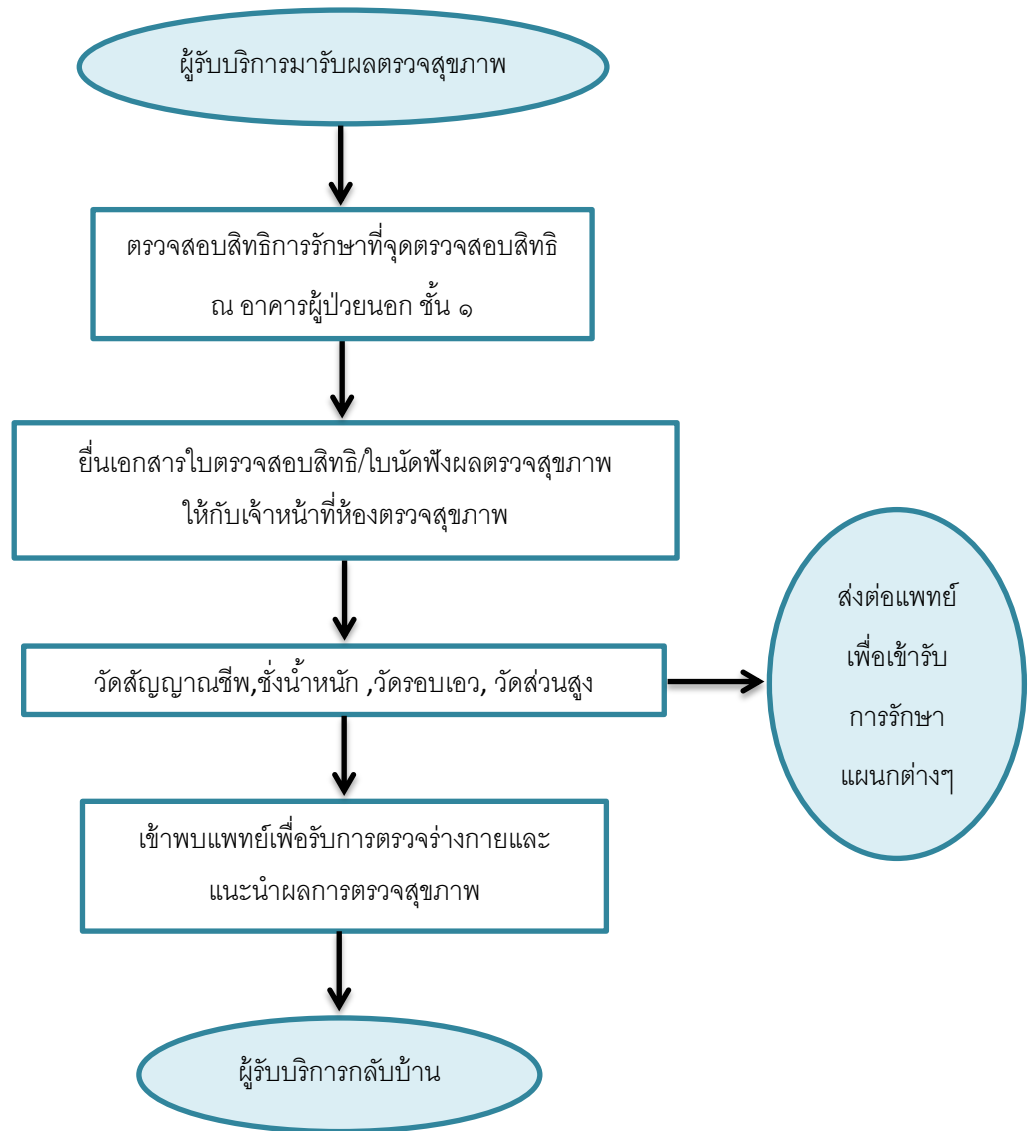 ผู้รับบริการมารับผลตรวจสุขภาพ
ตรวจสอบสิทธิการรักษาที่จุดตรวจสอบสิทธิ
ณ อาคารผู้ป่วยนอก ชั้น ๑
ยื่นเอกสารใบตรวจสอบสิทธิ/ใบนัดฟังผลตรวจสุขภาพ
ให้กับเจ้าหน้าที่ห้องตรวจสุขภาพ
วัดสัญญาณชีพ,ชั่งน้ำหนัก ,วัดรอบเอว, วัดส่วนสูง
ส่งต่อแพทย์
เพื่อเข้ารับ
การรักษา
แผนกต่างๆ
เข้าพบแพทย์เพื่อรับการตรวจร่างกายและ
แนะนำผลการตรวจสุขภาพ
ผู้รับบริการกลับบ้าน